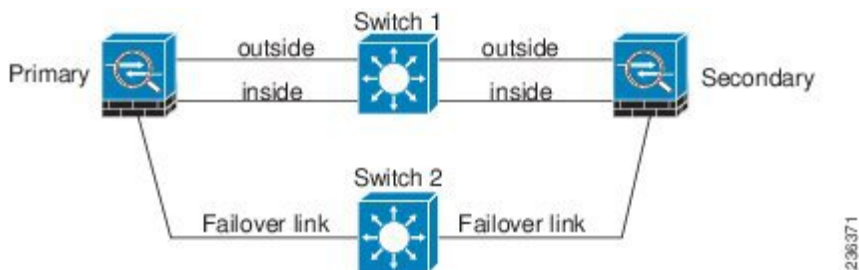 Switch 1
outside
outside
Primary
Secondary
inside
inside
Switch 2
Failover link
Failover link
236371